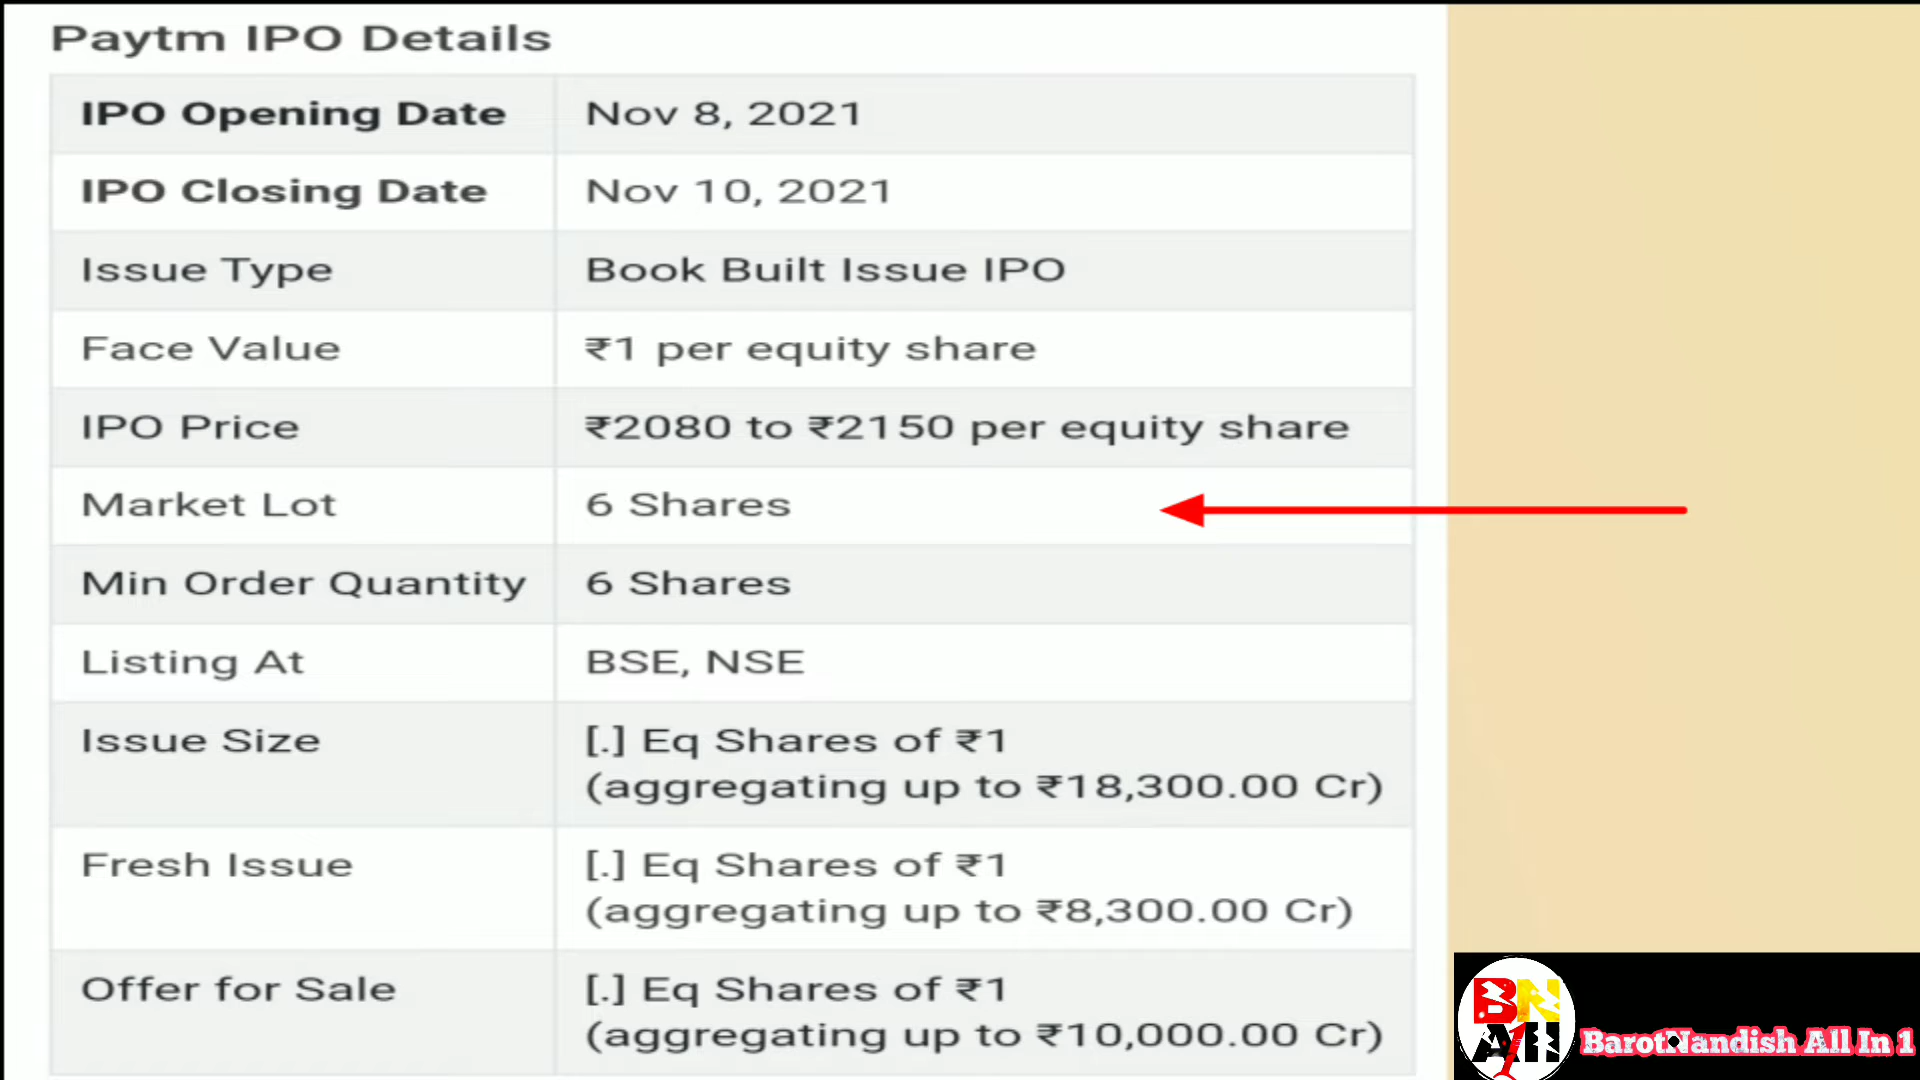 Paytm IPO Details
IPO Opening Date Nov 8, 2021
IPO Closing Date Nov 10, 2021
Issue Type Book Built Issue IPO
Face Value ₹1 per equity share
IPO Price ₹2080 to ₹2150 per equity share
Market Lot 6 Shares
Min Order Quantity 6 Shares
Listing At BSE, NSE
Issue Size [.] Eq Shares of ₹1
(aggregating up to ₹18,300.00 Cr)
Fresh Issue [.] Eq Shares of ₹1
(aggregating up to ₹8,300.00 Cr)
Offer for Sale [.] Eq Shares of ₹1
(aggregating up to ₹10,000.00 Cr)
BN
A1I1
BarotNandish All In 1